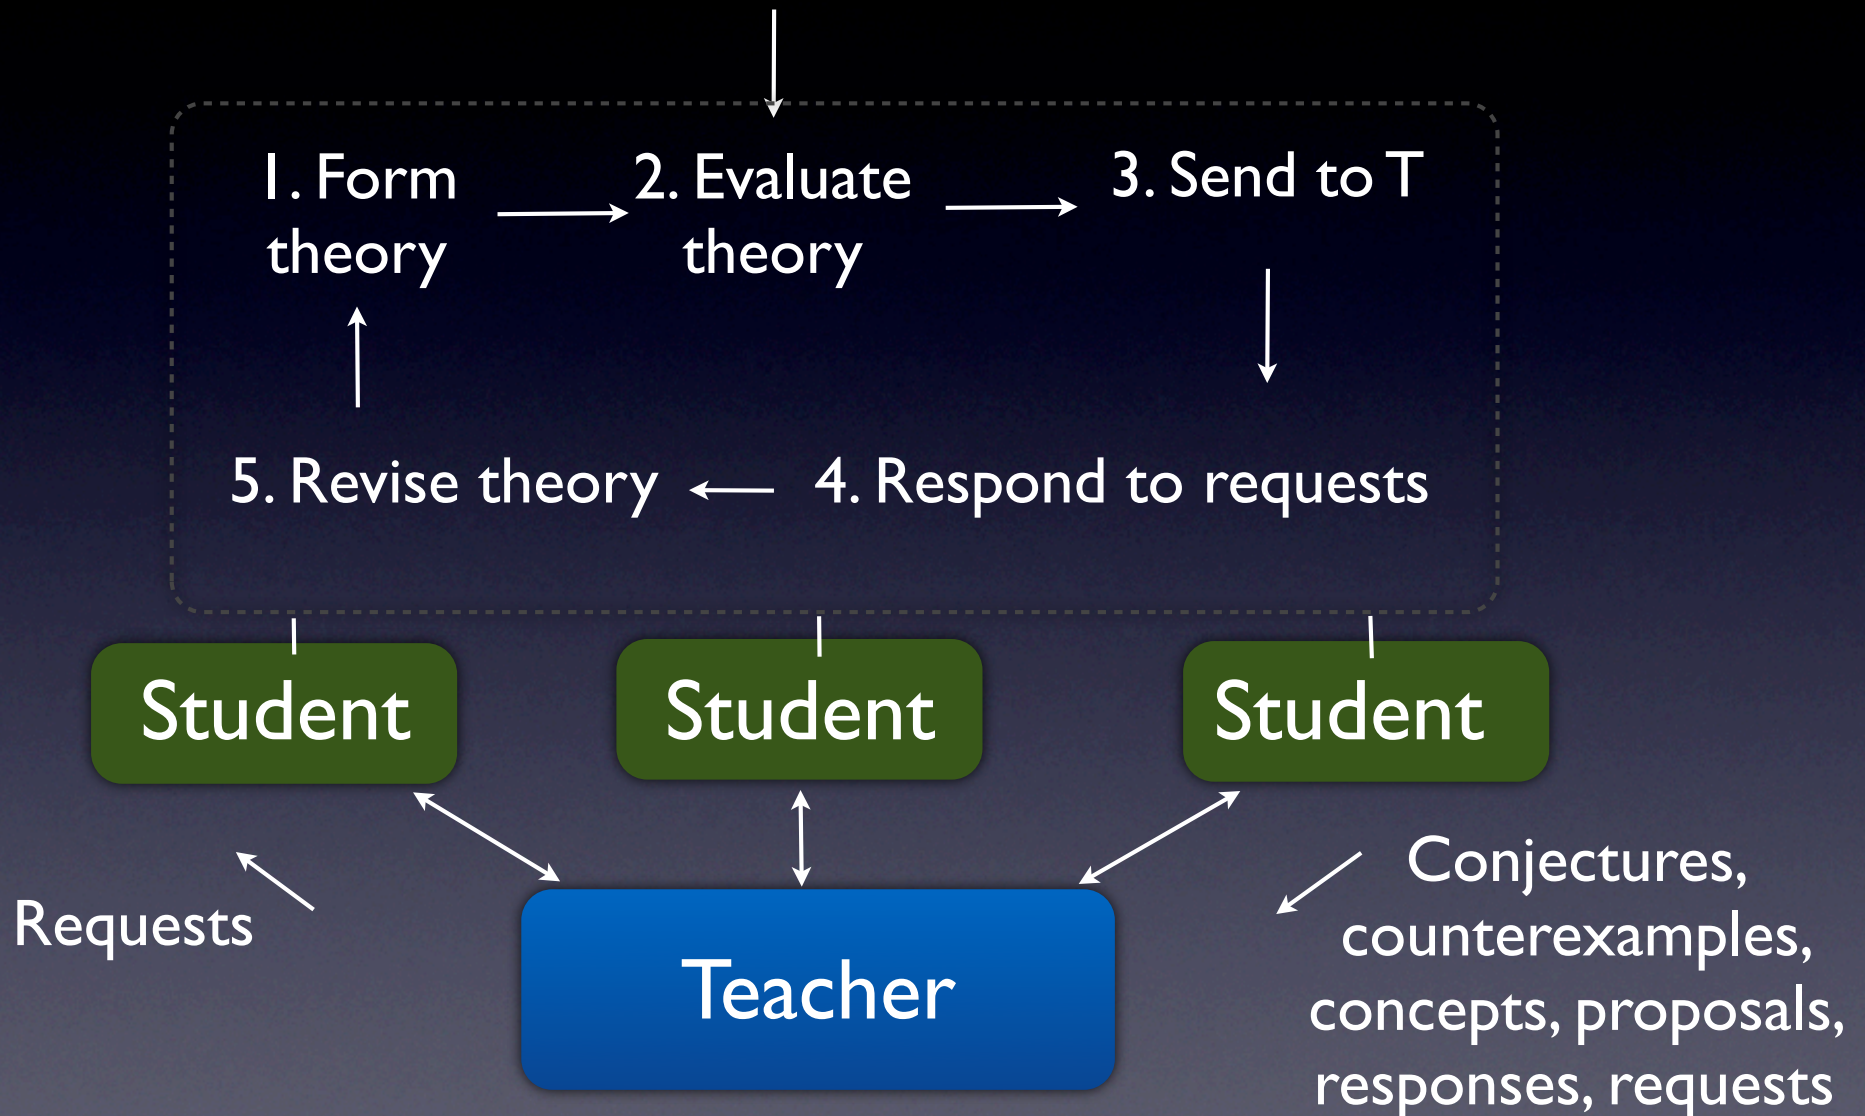 1. Form
theory
2. Evaluate
theory
3. Send to T
5. Revise theory
4. Respond to requests
Student
Student
Student
Requests
Teacher
Conjectures,
counterexamples,
concepts, proposals,
responses, requests